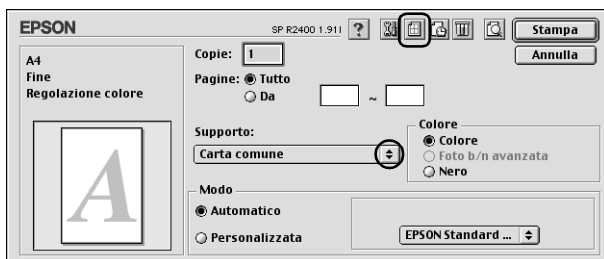 EPSON
SP R2400 1.91I
?
Stampa
Annulla
A4
Fine
Regolazione colore
A
Copie: 1
Pagine: Tutto
Da ~
Supporto:
Carta comune
Colore
Colore
Foto b/n avanzata
Nero
Modo
Automatico
Personalizzata
EPSON Standard ...